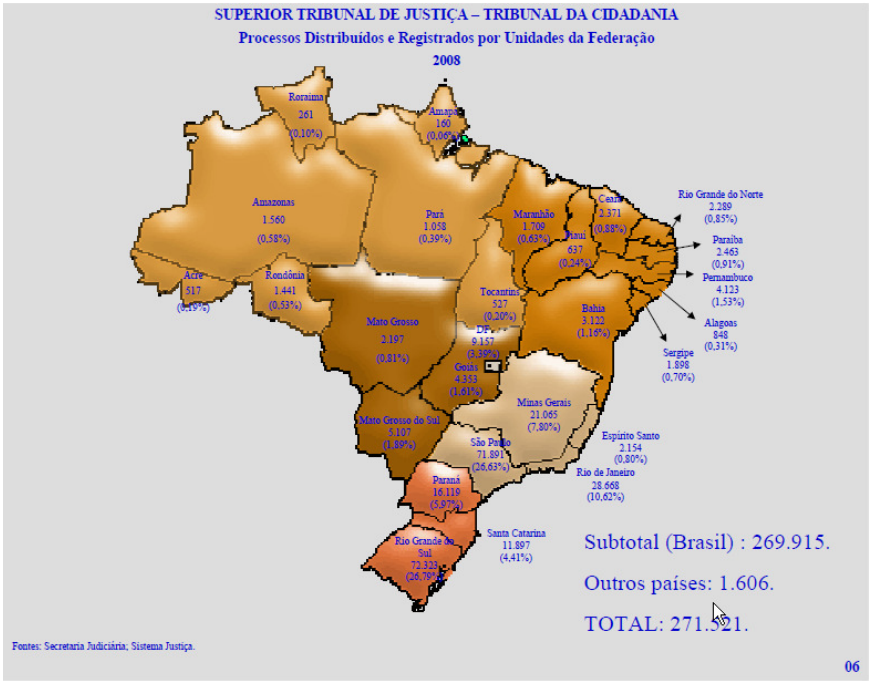 SUPERIOR TRIBUNAL DE JUSTIÇA – TRIBUNAL DA CIDADANIA
Processos Distribuídos e Registrados por Unidades da Federação
2008
Roraima
261
(0,10%)
Amapá
160
(0,06%)
Amazonas
1.560
(0,58%)
Pará
1.058
(0,39%)
Maranhão
1.709
(0,63%)
Piauí
637
(0,24%)
Ceará
2.371
(0,88%)
Rio Grande do Norte
2.289
(0,85%)
Paraíba
2.463
(0,91%)
Pernambuco
4.123
(1,53%)
Alagoas
848
(0,31%)
Sergipe
1.898
(0,70%)
Acre
517
(0,19%)
Rondônia
1.441
(0,53%)
Tocantins
527
(0,20%)
Bahia
3.122
(1,16%)
Mato Grosso
2.197
(0,81%)
DF
9.157
(3,39%)
Goiás
4.353
(1,61%)
Mato Grosso do Sul
5.107
(1,89%)
Minas Gerais
21.065
(7,80%)
São Paulo
71.891
(26,63%)
Espírito Santo
2.154
(0,80%)
Rio de Janeiro
28.668
(10,62%)
Paraná
16.119
(5,97%)
Santa Catarina
11.897
(4,41%)
Rio Grande do
Sul
72.323
(26,79%)
Subtotal (Brasil) : 269.915.
Outros países: 1.606.
TOTAL: 271.521.
Fontes: Secretaria Judiciária; Sistema Justiça.
06